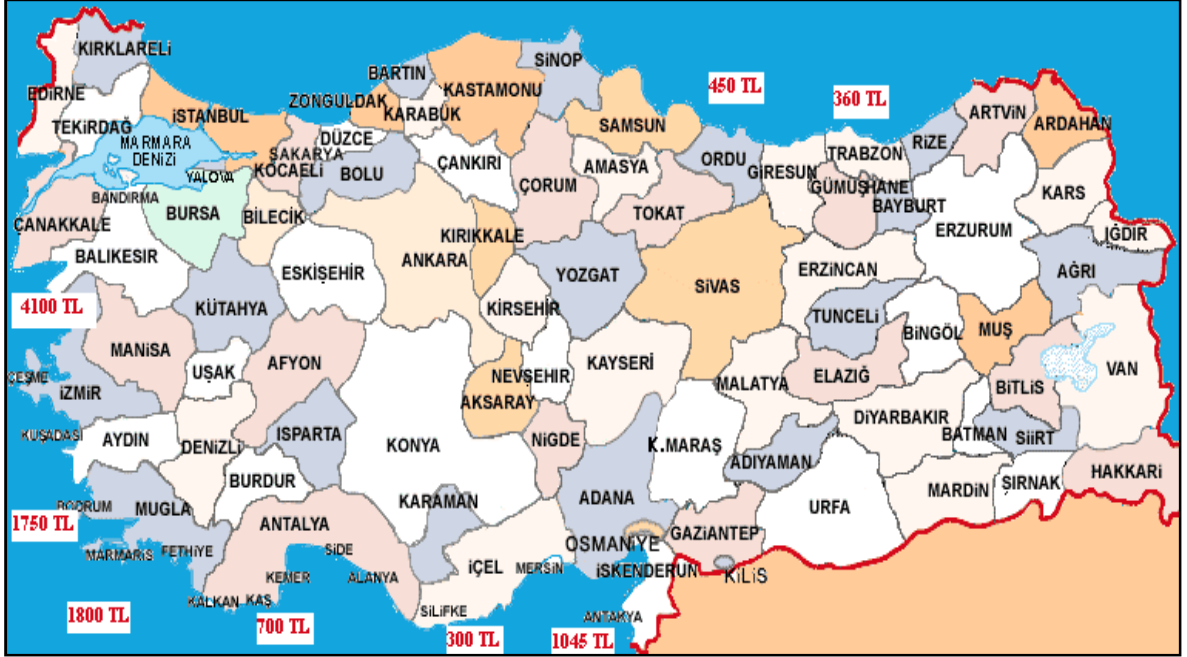 KIRKLARELİ
EDİRNE
TEKİRDAĞ
İSTANBUL
MARMARA
DENİZİ
YALOVA
KOCAELİ
SAKARYA
DÜZCE
BOLU
ZONGULDAK
BARTIN
KARABÜK
KASTAMONU
SİNOP
ÇANKIRI
ÇORUM
SAMSUN
AMASYA
TOKAT
ORDU
450 TL
GİRESUN
360 TL
TRABZON
GÜMÜŞHANE
BAYBURT
RİZE
ARTVİN
ARDAHAN
KARS
IĞDIR
ERZURUM
AĞRI
ÇANAKKALE
BANDIRMA
BURSA
BİLECİK
BALIKESIR
ESKİŞEHİR
ANKARA
KIRIKKALE
YOZGAT
SİVAS
ERZİNCAN
TUNCELİ
BİNGÖL
MUŞ
4100 TL
KÜTAHYA
KİRSEHİR
MANİSA
UŞAK
AFYON
AKSARAY
NEVŞEHIR
KAYSERİ
MALATYA
ELAZIĞ
BİTLİS
VAN
ÇEŞME
İZMİR
KUŞADASI
AYDIN
DENİZLİ
ISPARTA
BURDUR
KONYA
KARAMAN
NİGDE
ADANA
K.MARAŞ
ADIYAMAN
DİYARBAKIR
BATMAN
SİİRT
ŞIRNAK
HAKKARİ
MARDİN
URFA
BODRUM
MUGLA
1750 TL
MARMARİS
FETHİYE
ANTALYA
SİDE
KEMER
ALANYA
KALKAN
KAŞ
İÇEL
MERSİN
SİLİFKE
OSMANİYE
GAZİANTEP
İSKENDERUN
KİLİS
ANTAKYA
1800 TL
700 TL
300 TL
1045 TL